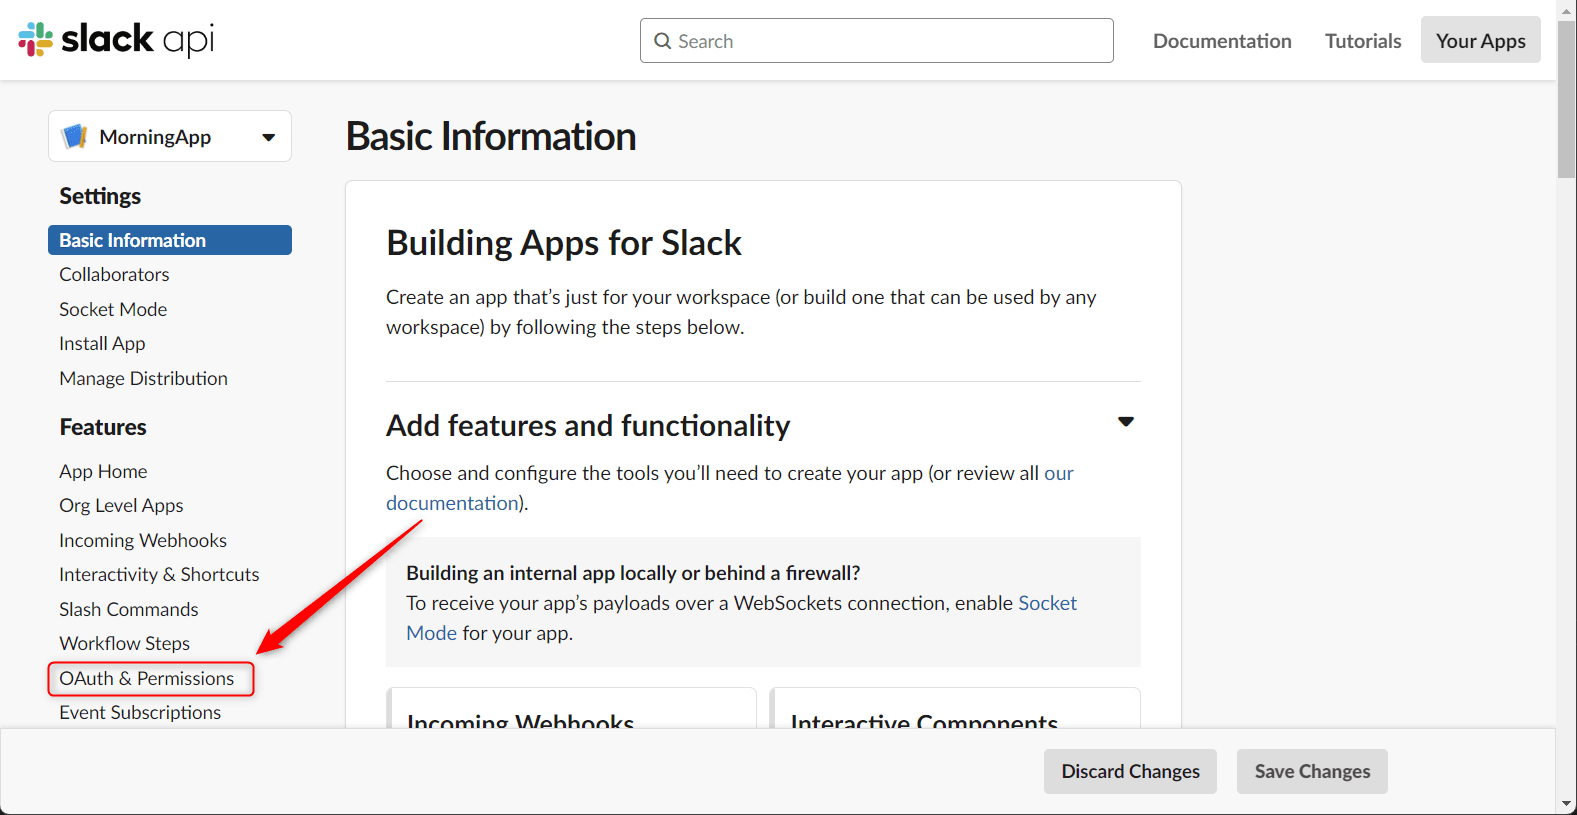 slack api
Search
Documentation
Tutorials
Your Apps
MorningApp
Settings
Basic Information
Collaborators
Socket Mode
Install App
Manage Distribution
Features
App Home
Org Level Apps
Incoming Webhooks
Interactivity & Shortcuts
Slash Commands
Workflow Steps
OAuth & Permissions
Event Subscriptions
Basic Information
Building Apps for Slack
Create an app that’s just for your workspace (or build one that can be used by any
workspace) by following the steps below.
Add features and functionality
Choose and configure the tools you’ll need to create your app (or review all our
documentation).
Building an internal app locally or behind a firewall?
To receive your app’s payloads over a WebSockets connection, enable Socket
Mode for your app.
Incoming Webhooks
Interactive Components
Discard Changes
Save Changes